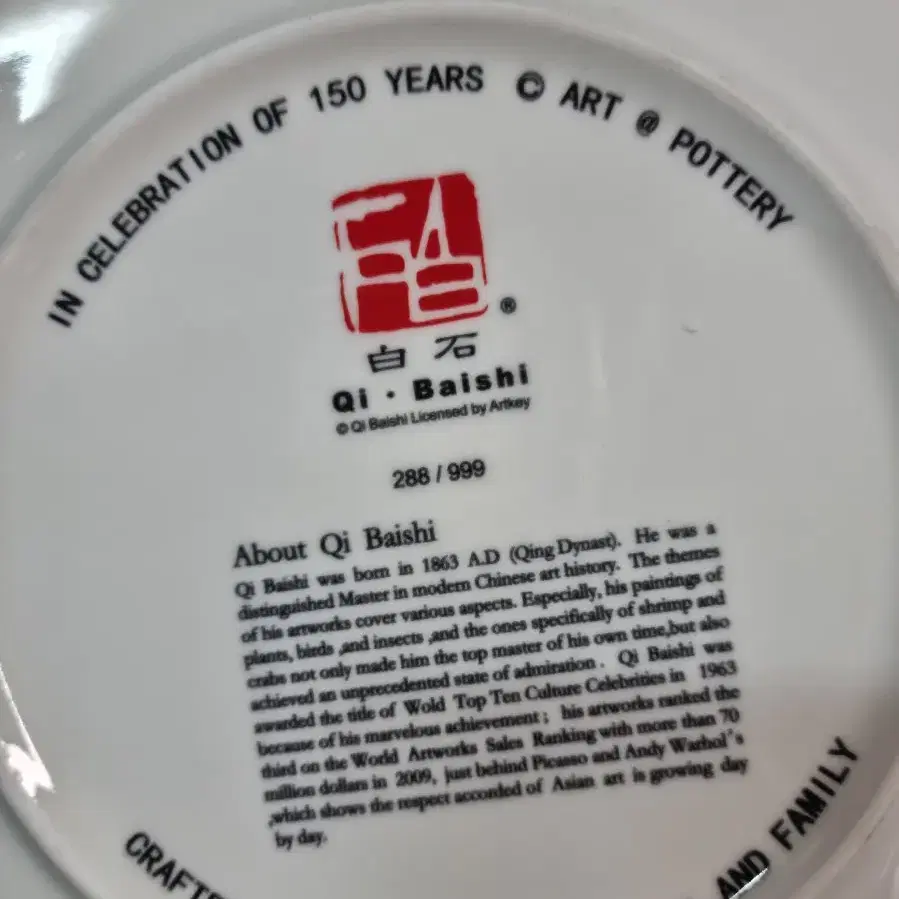 IN CELEBRATION OF 150 YEARS © ART @ POTTERY
®
白 石
Qi · Baishi
© Qi Baishi Licensed by Artkey
288 / 999
About Qi Baishi
Qi Baishi was born in 1863 A.D (Qing Dynast). He was a
distinguished Master in modern Chinese art history. The themes
of his artworks cover various aspects. Especially, his paintings of
plants, birds ,and insects ,and the ones specifically of shrimp and
crabs not only made him the top master of his own time,but also
achieved an unprecedented state of admiration . Qi Baishi was
awarded the title of Wold Top Ten Culture Celebrities in 1963
because of his marvelous achievement ; his artworks ranked the
third on the World Artworks Sales Ranking with more than 70
million dollars in 2009, just behind Picasso and Andy Warhol's
,which shows the respect accorded of Asian art is growing day
by day.
AND FAMILY